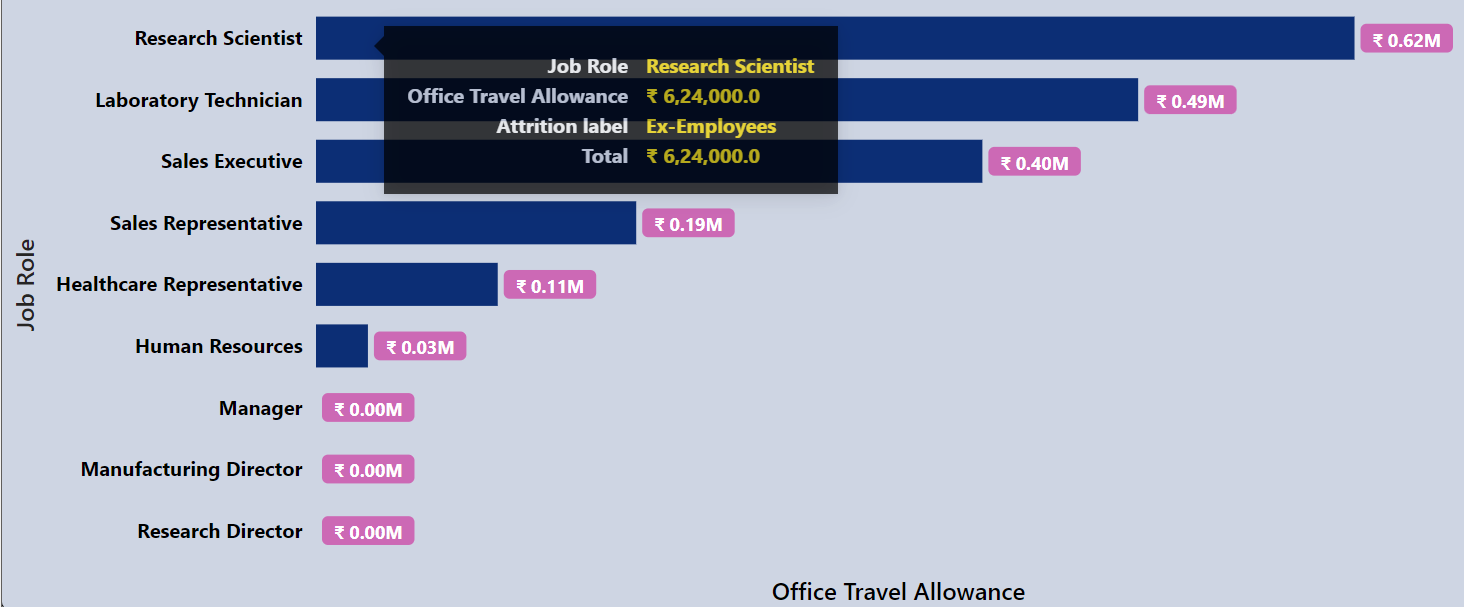 Research Scientist ₹ 0.62M
Job Role Research Scientist
Laboratory Technician Office Travel Allowance ₹ 6,24,000.0 ₹ 0.49M
Attrition label Ex-Employees
Sales Executive Total ₹ 6,24,000.0 ₹ 0.40M
Sales Representative ₹ 0.19M
Healthcare Representative ₹ 0.11M
Human Resources ₹ 0.03M
Manager ₹ 0.00M
Manufacturing Director ₹ 0.00M
Research Director ₹ 0.00M
Job Role
Office Travel Allowance